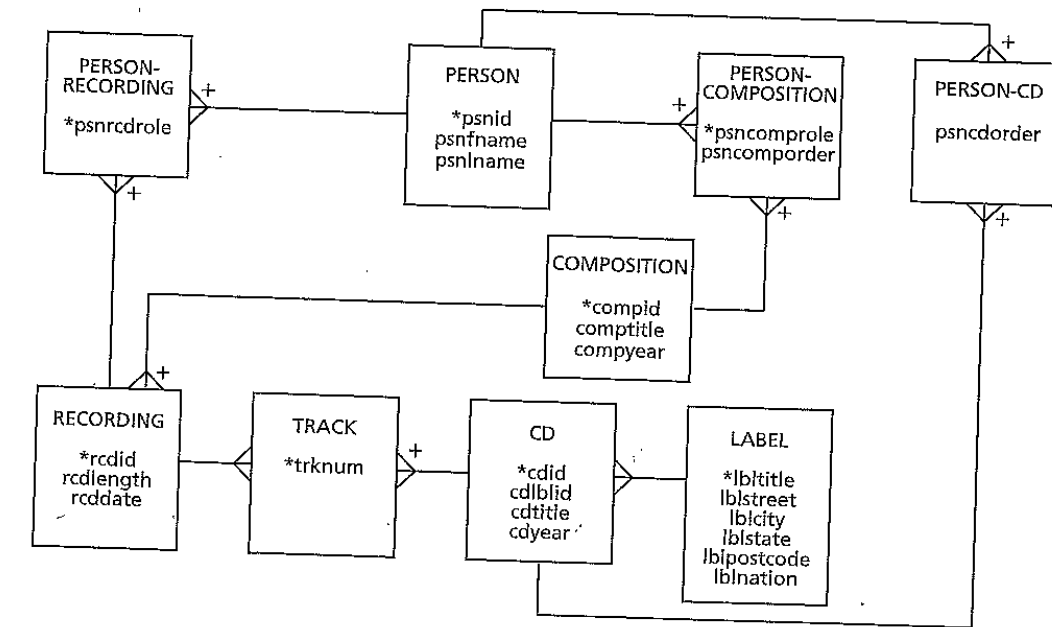 PERSON-
RECORDING
*psnrcdrole
+
+
PERSON
*psnid
psnfname
psnlname
PERSON-
COMPOSITION
*psncomprole
psncomporder
+
+
PERSON-CD
psncdorder
+
+
COMPOSITION
*compid
comptitle
compyear
RECORDING
*rcdid
rcdlength
rcddate
+
TRACK
*trknum
+
CD
*cdid
cdlblid
cdtitle
cdyear
LABEL
*lbltitle
lblstreet
lblcity
lblstate
lblpostcode
lblnation